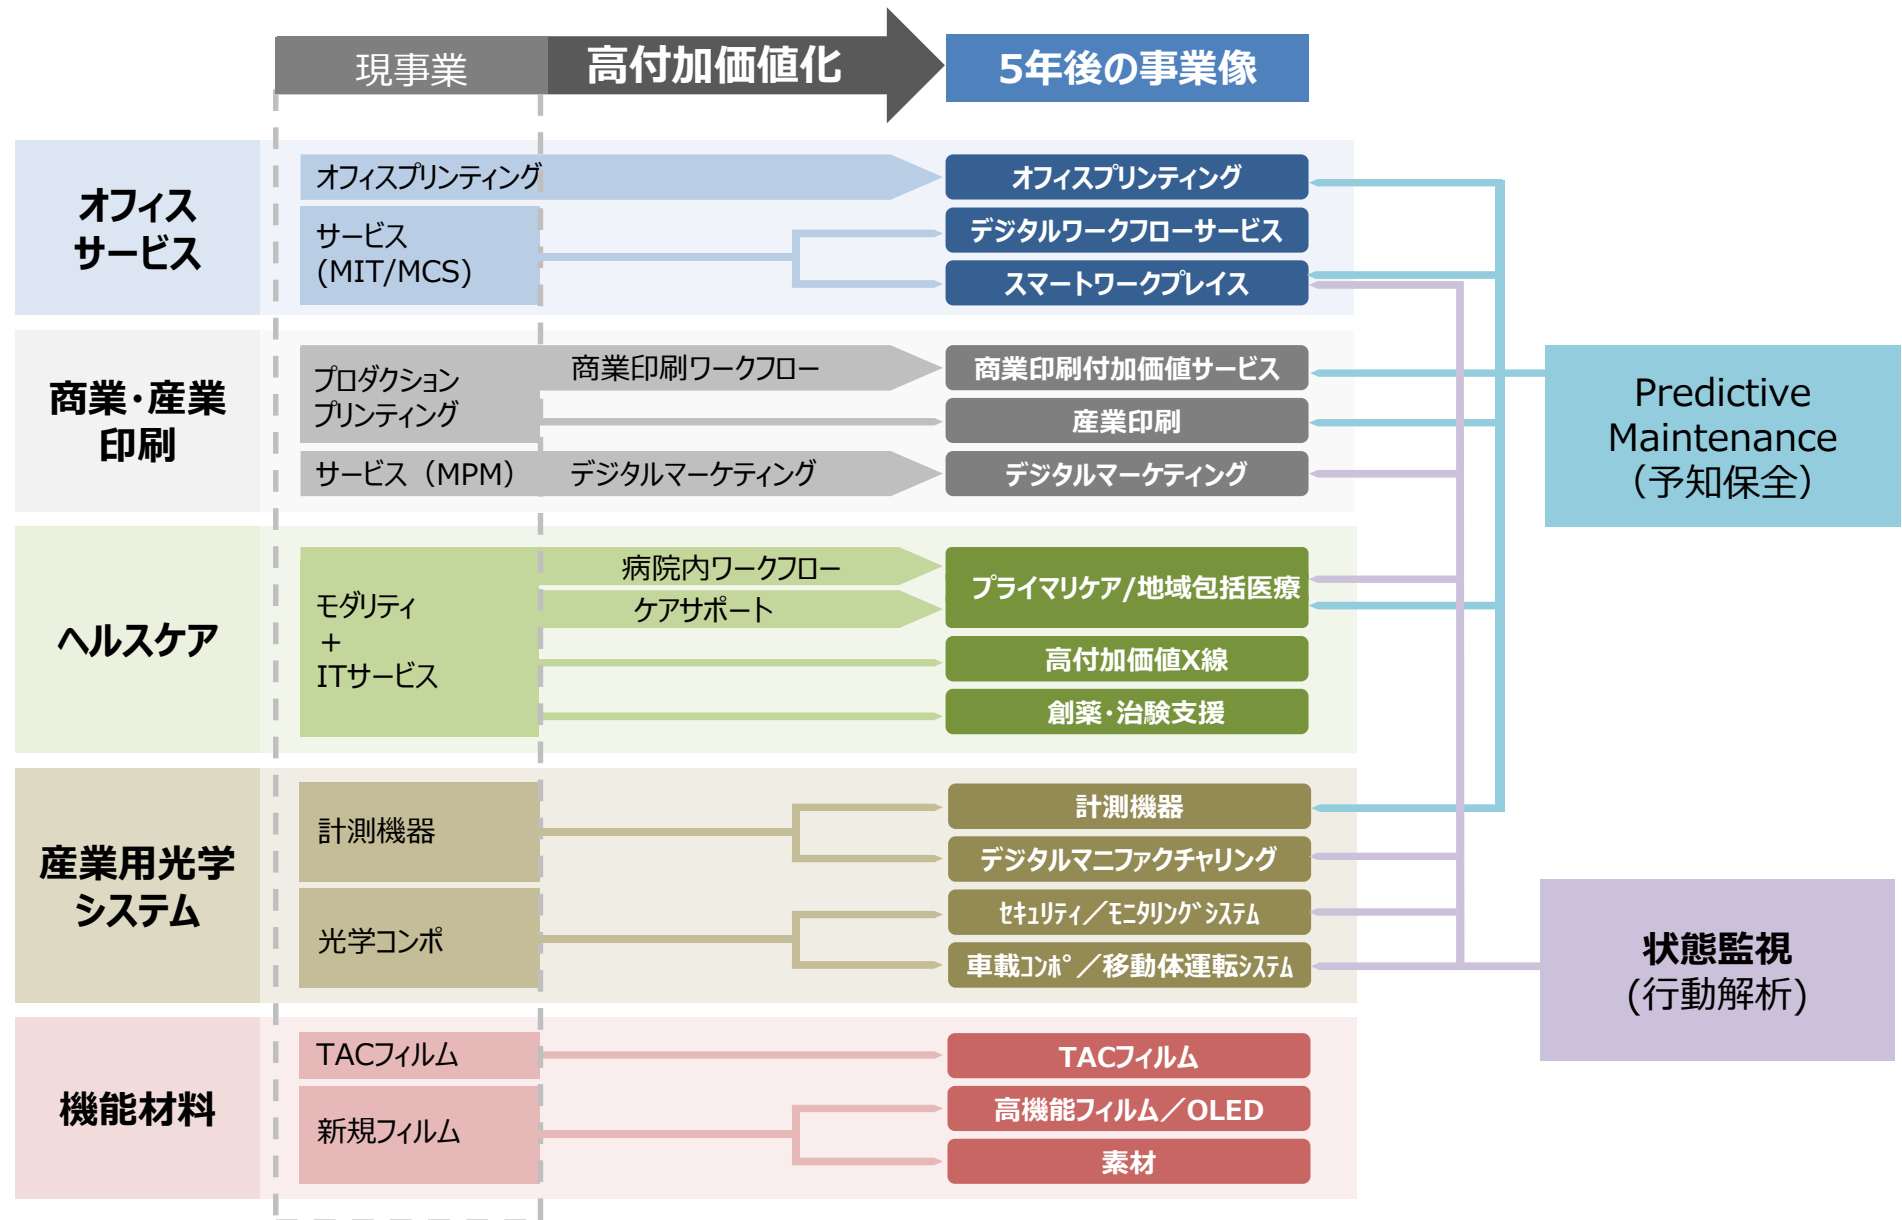 現事業
高付加価値化
5年後の事業像
オフィス
サービス
オフィスプリンティング
サービス
(MIT/MCS)
オフィスプリンティング
デジタルワークフローサービス
スマートワークプレイス
商業・産業
印刷
プロダクション
プリンティング
商業印刷ワークフロー
サービス（MPM）
デジタルマーケティング
商業印刷付加価値サービス
産業印刷
デジタルマーケティング
ヘルスケア
モダリティ
+
ITサービス
病院内ワークフロー
ケアサポート
プライマリケア/地域包括医療
高付加価値X線
創薬・治験支援
産業用光学
システム
計測機器
光学コンポ
計測機器
デジタルマニファクチャリング
ｾｷｭﾘﾃｨ／ﾓﾆﾀﾘﾝｸﾞｼｽﾃﾑ
車載ｺﾝﾎﾟ／移動体運転ｼｽﾃﾑ
機能材料
TACフィルム
新規フィルム
TACフィルム
高機能フィルム／OLED
素材
Predictive
Maintenance
（予知保全）
状態監視
(行動解析)